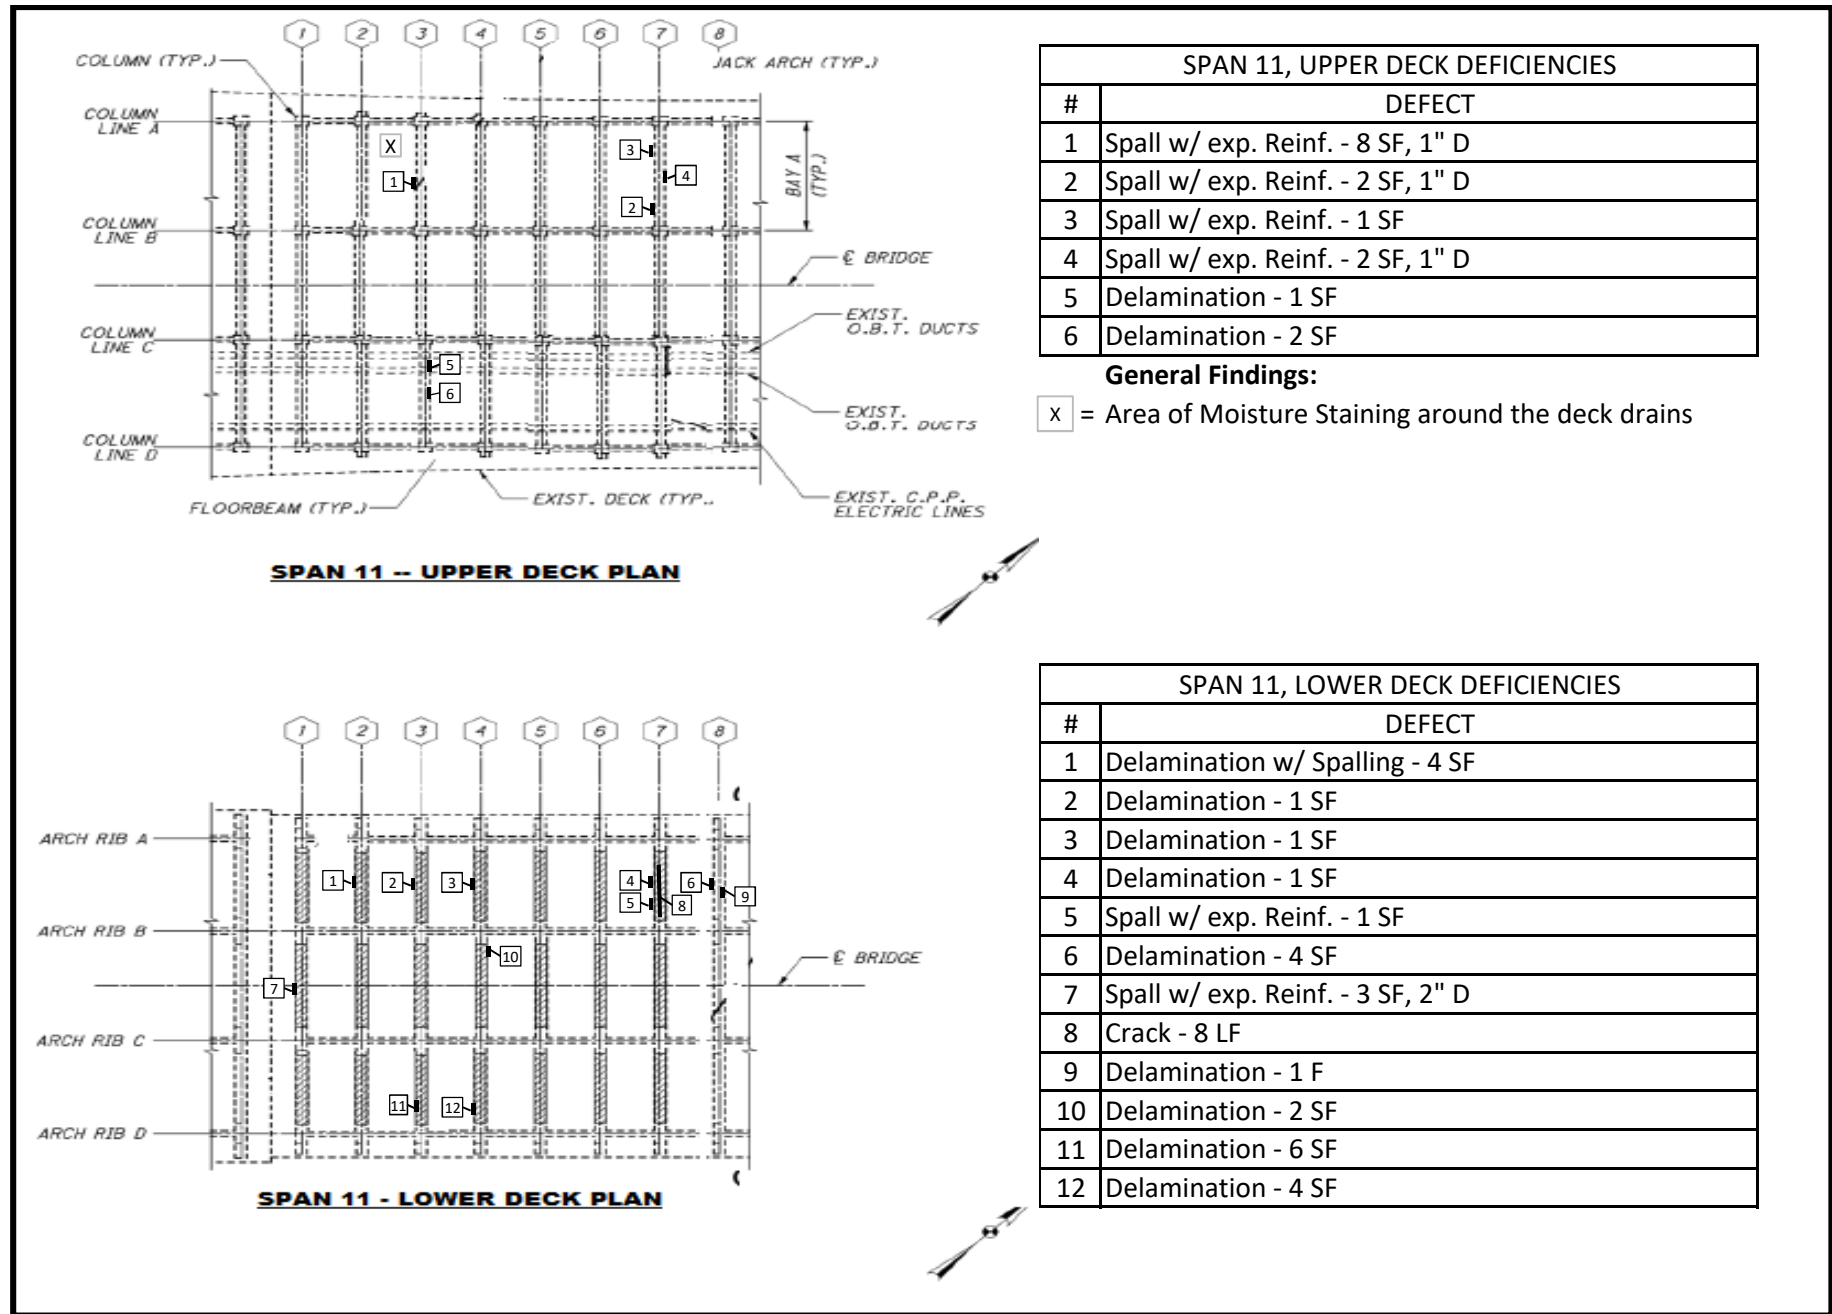 1 2 3 4 5 6 7 8
COLUMN (TYP.)
JACK ARCH (TYP.)
COLUMN
LINE A
X
3
1
4
2
BAY A
(TYP.)
COLUMN
LINE B
℄ BRIDGE
EXIST.
O.B.T. DUCTS
COLUMN
LINE C
5
6
EXIST.
O.B.T. DUCTS
COLUMN
LINE D
FLOORBEAM (TYP.)
EXIST. DECK (TYP..
EXIST. C.P.P.
ELECTRIC LINES
SPAN 11 -- UPPER DECK PLAN
SPAN 11, UPPER DECK DEFICIENCIES
# DEFECT
1 Spall w/ exp. Reinf. - 8 SF, 1" D
2 Spall w/ exp. Reinf. - 2 SF, 1" D
3 Spall w/ exp. Reinf. - 1 SF
4 Spall w/ exp. Reinf. - 2 SF, 1" D
5 Delamination - 1 SF
6 Delamination - 2 SF
General Findings:
X = Area of Moisture Staining around the deck drains
1 2 3 4 5 6 7 8
ARCH RIB A
1 2 3 4 6
5 8 9
ARCH RIB B
10
℄ BRIDGE
7
ARCH RIB C
11 12
ARCH RIB D
SPAN 11 - LOWER DECK PLAN
SPAN 11, LOWER DECK DEFICIENCIES
# DEFECT
1 Delamination w/ Spalling - 4 SF
2 Delamination - 1 SF
3 Delamination - 1 SF
4 Delamination - 1 SF
5 Spall w/ exp. Reinf. - 1 SF
6 Delamination - 4 SF
7 Spall w/ exp. Reinf. - 3 SF, 2" D
8 Crack - 8 LF
9 Delamination - 1 F
10 Delamination - 2 SF
11 Delamination - 6 SF
12 Delamination - 4 SF